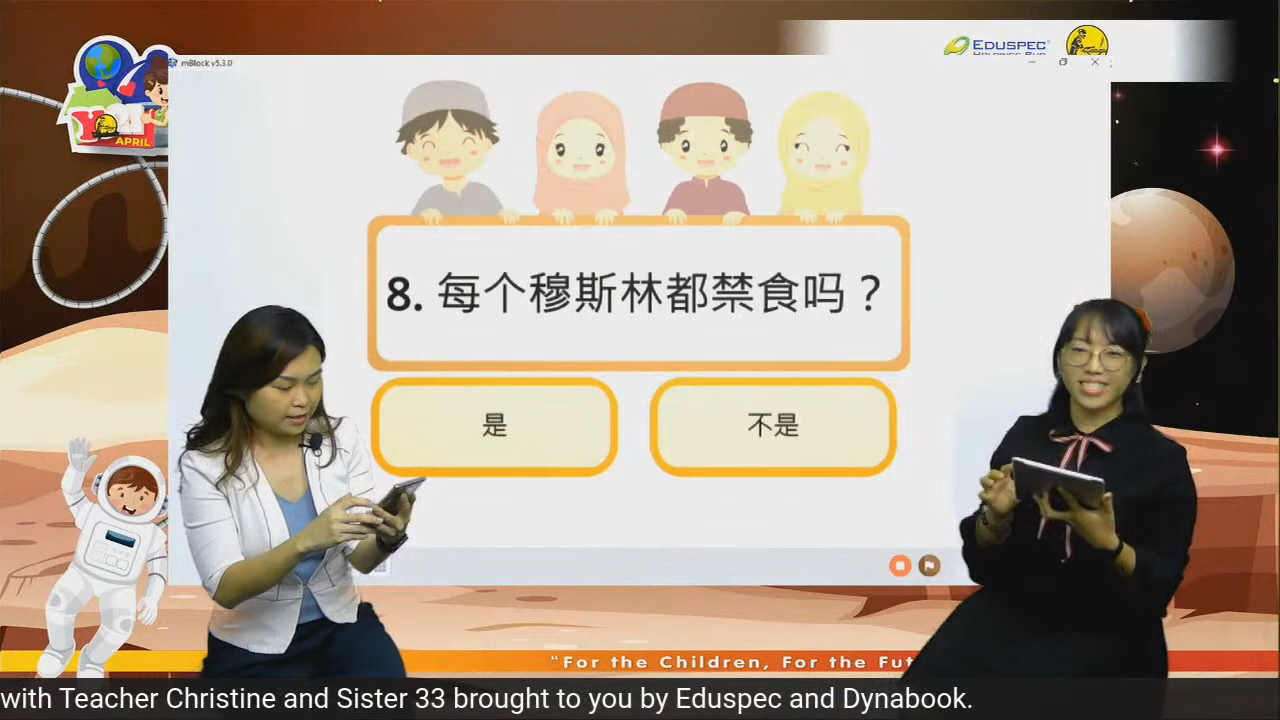 EDUSPEC
mBlock v5.3.0
APRIL
8. 每个穆斯林都禁食吗？
是
不是
"For the Children, For the Fut
with Teacher Christine and Sister 33 brought to you by Eduspec and Dynabook.